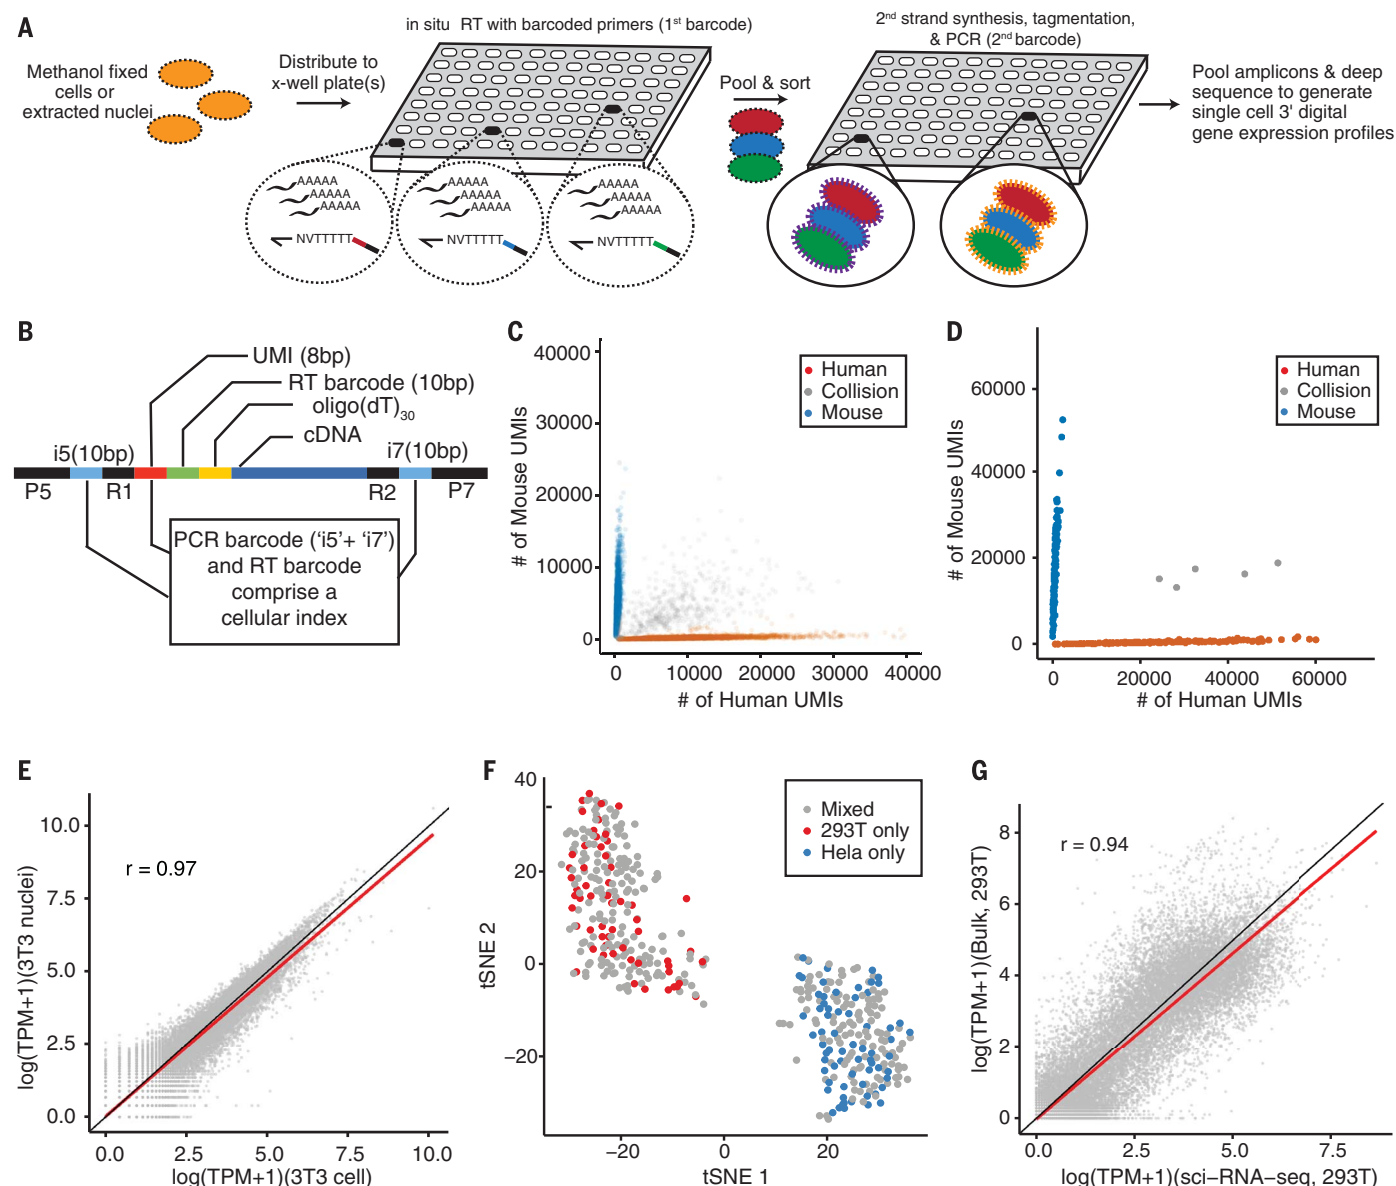 A
Methanol fixed
cells or
extracted nuclei
Distribute to
x-well plate(s)
in situ RT with barcoded primers (1st barcode)
AAAAA
AAAAA
AAAAA
NVTTTTT
AAAAA
AAAAA
AAAAA
NVTTTTT
AAAAA
AAAAA
AAAAA
NVTTTTT
Pool & sort
2nd strand synthesis, tagmentation,
& PCR (2nd barcode)
Pool amplicons & deep
sequence to generate
single cell 3' digital
gene expression profiles
B
UMI (8bp)
RT barcode (10bp)
oligo(dT)30
cDNA
i5(10bp)
i7(10bp)
P5
R1
R2
P7
PCR barcode ('i5'+ 'i7')
and RT barcode
comprise a
cellular index
C
# of Mouse UMIs
40000
30000
20000
10000
0
0
10000
20000
30000
40000
# of Human UMIs
Human
Collision
Mouse
D
# of Mouse UMIs
60000
40000
20000
0
0
20000
40000
60000
# of Human UMIs
Human
Collision
Mouse
E
log(TPM+1)(3T3 nuclei)
10.0
7.5
5.0
2.5
0.0
r = 0.97
0.0
2.5
5.0
7.5
10.0
log(TPM+1)(3T3 cell)
F
tSNE 2
40
20
0
−20
−20
0
20
tSNE 1
Mixed
293T only
Hela only
G
log(TPM+1)(Bulk, 293T)
8
6
4
2
0
r = 0.94
0.0
2.5
5.0
7.5
log(TPM+1)(sci−RNA−seq, 293T)